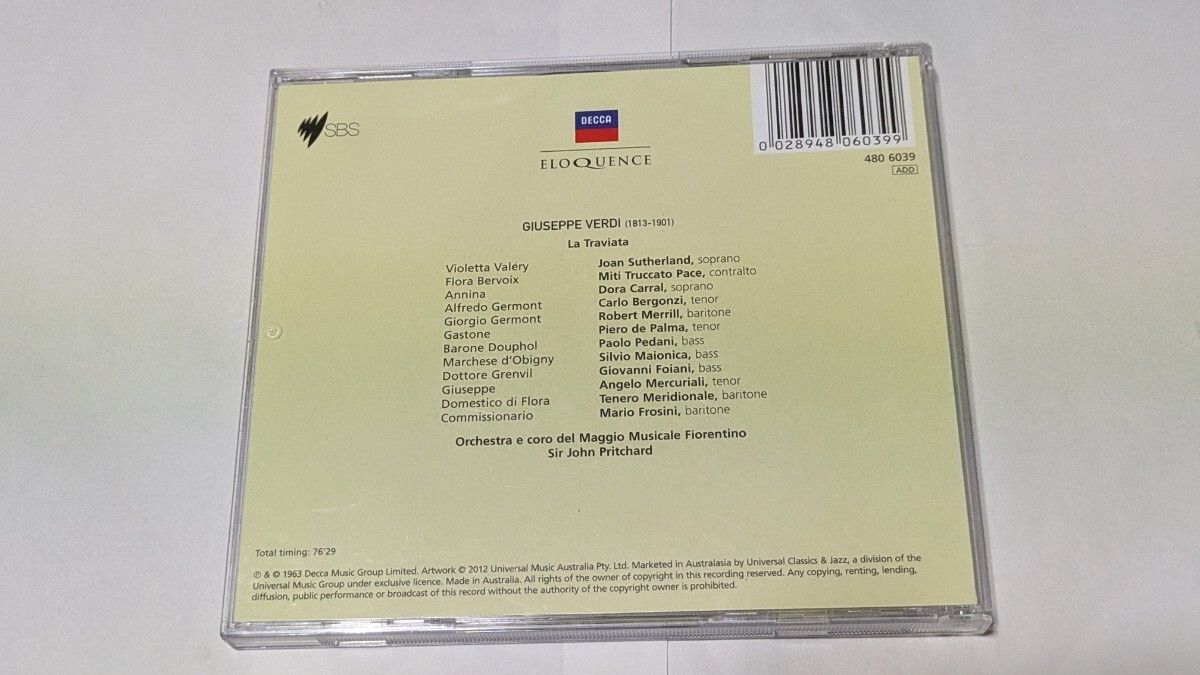 SBS
DECCA
ELOQUENCE
0 028948 060399
480 6039
ADD
GIUSEPPE VERDI (1813-1901)
La Traviata
Violetta Valéry Joan Sutherland, soprano
Flora Bervoix Miti Truccato Pace, contralto
Annina Dora Carral, soprano
Alfredo Germont Carlo Bergonzi, tenor
Giorgio Germont Robert Merrill, baritone
Gastone Piero de Palma, tenor
Barone Douphol Paolo Pedani, bass
Marchese d'Obigny Silvio Maionica, bass
Dottore Grenvil Giovanni Foiani, bass
Giuseppe Angelo Mercuriali, tenor
Domestico di Flora Tenero Meridionale, baritone
Commissionario Mario Frosini, baritone
Orchestra e coro del Maggio Musicale Fiorentino
Sir John Pritchard
Total timing: 76'29
℗ & © 1963 Decca Music Group Limited. Artwork © 2012 Universal Music Australia Pty. Ltd. Marketed in Australasia by Universal Classics & Jazz, a division of the
Universal Music Group under exclusive licence. Made in Australia. All rights of the owner of copyright in this recording reserved. Any copying, renting, lending,
diffusion, public performance or broadcast of this record without the authority of the copyright owner is prohibited.